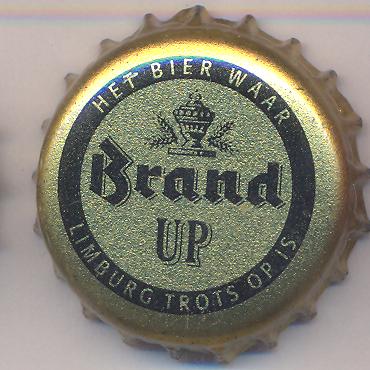 HET BIER WAAR
Brand
UP
LIMBURG TROTS OP IS